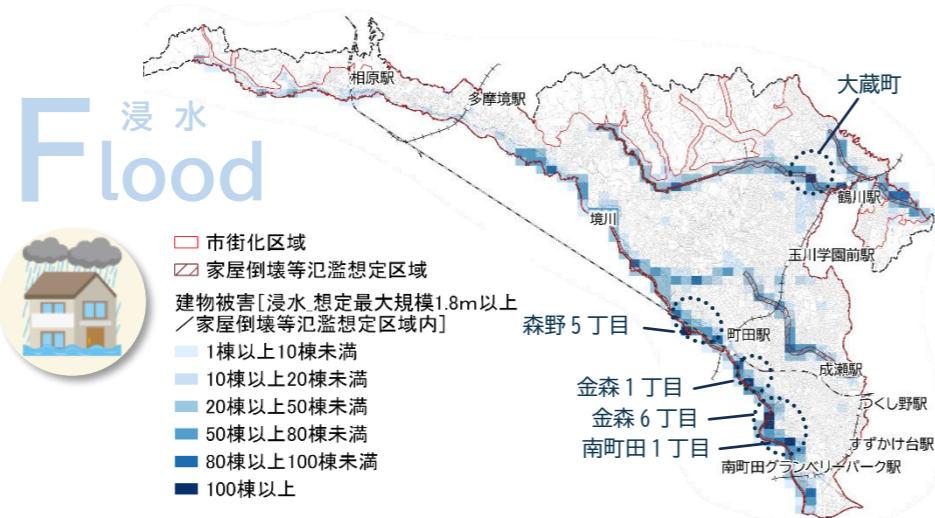 浸水
Flood
市街化区域
家屋倒壊等氾濫想定区域
建物被害[浸水_想定最大規模1.8m以上
/家屋倒壊等氾濫想定区域内]
1棟以上10棟未満
10棟以上20棟未満
20棟以上50棟未満
50棟以上80棟未満
80棟以上100棟未満
100棟以上
相原駅
多摩境駅
大蔵町
鶴川駅
境川
玉川学園前駅
森野5丁目
町田駅
成瀬駅
金森1丁目
つくし野駅
金森6丁目
すずかけ台駅
南町田1丁目
南町田グランベリーパーク駅